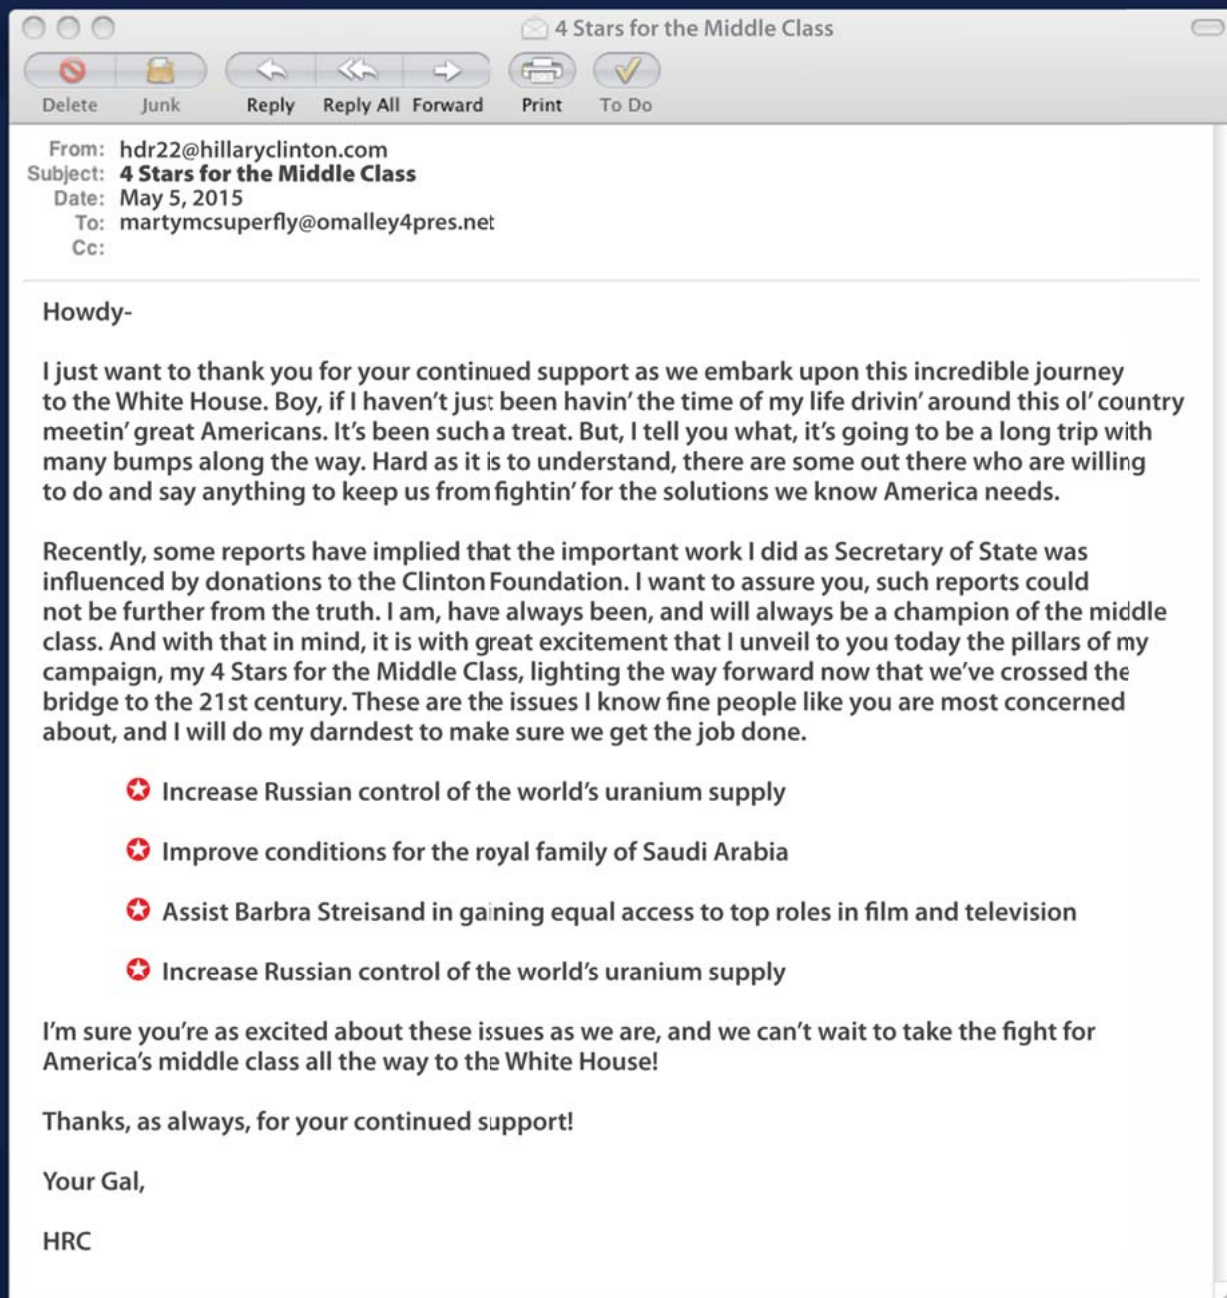 4 Stars for the Middle Class
Delete Junk Reply Reply All Forward Print To Do
From: hdr22@hillaryclinton.com
Subject: 4 Stars for the Middle Class
Date: May 5, 2015
To: martymcsuperfly@omalley4pres.net
Cc:
Howdy-
I just want to thank you for your continued support as we embark upon this incredible journey
to the White House. Boy, if I haven't just been havin' the time of my life drivin' around this ol' country
meetin' great Americans. It's been such a treat. But, I tell you what, it's going to be a long trip with
many bumps along the way. Hard as it is to understand, there are some out there who are willing
to do and say anything to keep us from fightin' for the solutions we know America needs.
Recently, some reports have implied that the important work I did as Secretary of State was
influenced by donations to the Clinton Foundation. I want to assure you, such reports could
not be further from the truth. I am, have always been, and will always be a champion of the middle
class. And with that in mind, it is with great excitement that I unveil to you today the pillars of my
campaign, my 4 Stars for the Middle Class, lighting the way forward now that we've crossed the
bridge to the 21st century. These are the issues I know fine people like you are most concerned
about, and I will do my darndest to make sure we get the job done.
Increase Russian control of the world's uranium supply
Improve conditions for the royal family of Saudi Arabia
Assist Barbra Streisand in gaining equal access to top roles in film and television
Increase Russian control of the world's uranium supply
I'm sure you're as excited about these issues as we are, and we can't wait to take the fight for
America's middle class all the way to the White House!
Thanks, as always, for your continued support!
Your Gal,
HRC